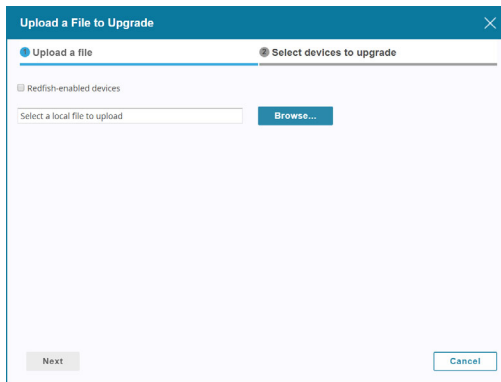 Upload a File to Upgrade
1 Upload a file
2 Select devices to upgrade
Redfish-enabled devices
Select a local file to upload
Browse...
Next
Cancel